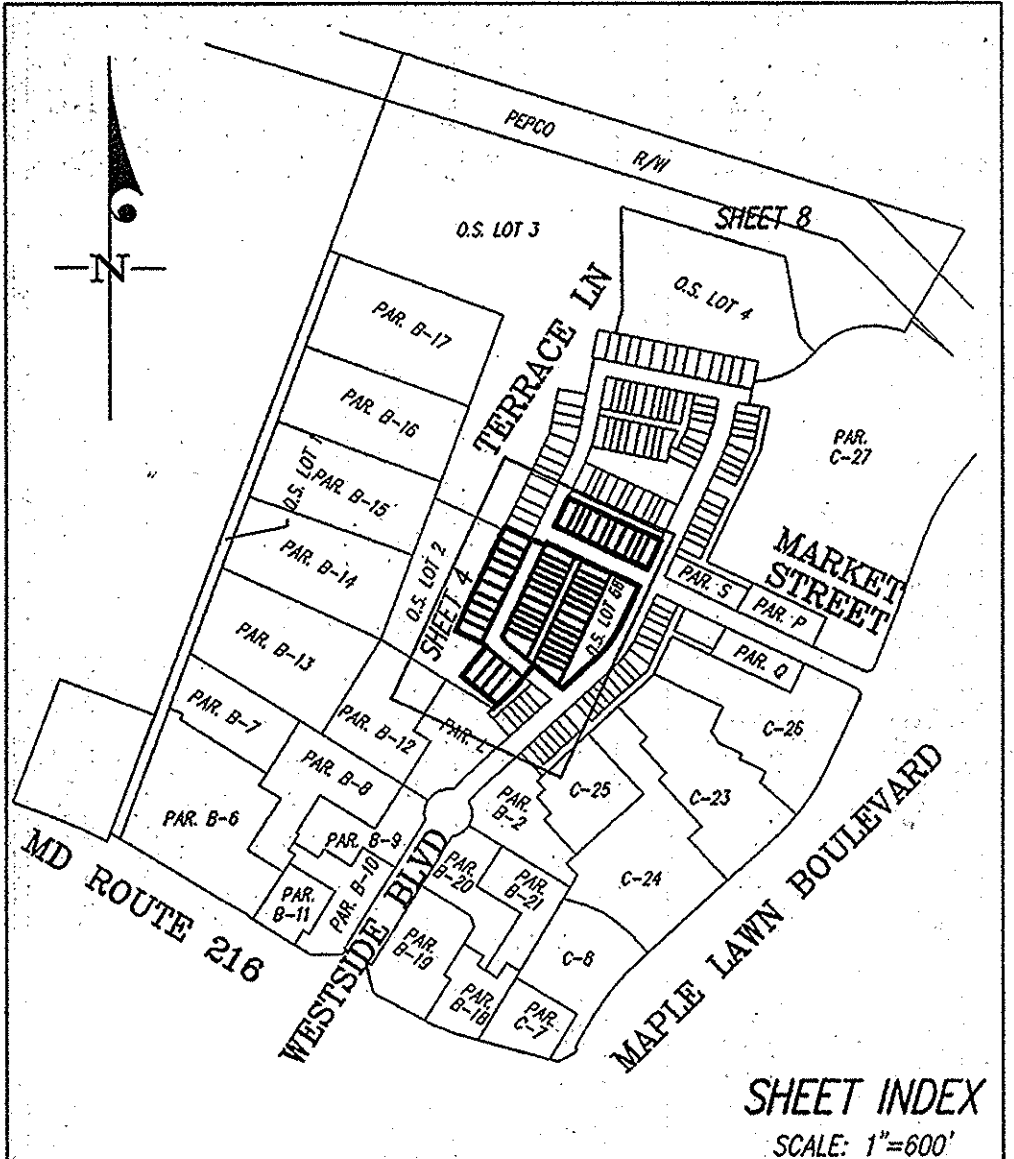 PEPCO
R/W
SHEET 8
O.S. LOT 3
N
O.S. LOT 4
TERRACE LN
PAR. B-17
PAR. B-16
PAR.
C-27
O.S. LOT 1
PAR. B-15
PAR. B-14
O.S. LOT 2
SHEET 4
O.S. LOT 66
MARKET
STREET
PAR. S
PAR. P
PAR. Q
PAR. B-13
PAR. B-7
PAR. B-12
PAR. L
C-26
PAR. B-8
PAR. B-6
PAR. B-9
PAR. B-10
PAR.
B-11
PAR.
B-2
C-25
C-23
C-24
MD ROUTE 216
WESTSIDE BLVD
PAR.
B-20
PAR.
B-21
PAR.
B-19
PAR.
B-18
C-8
PAR.
C-7
MAPLE LAWN BOULEVARD
SHEET INDEX
SCALE: 1"=600'